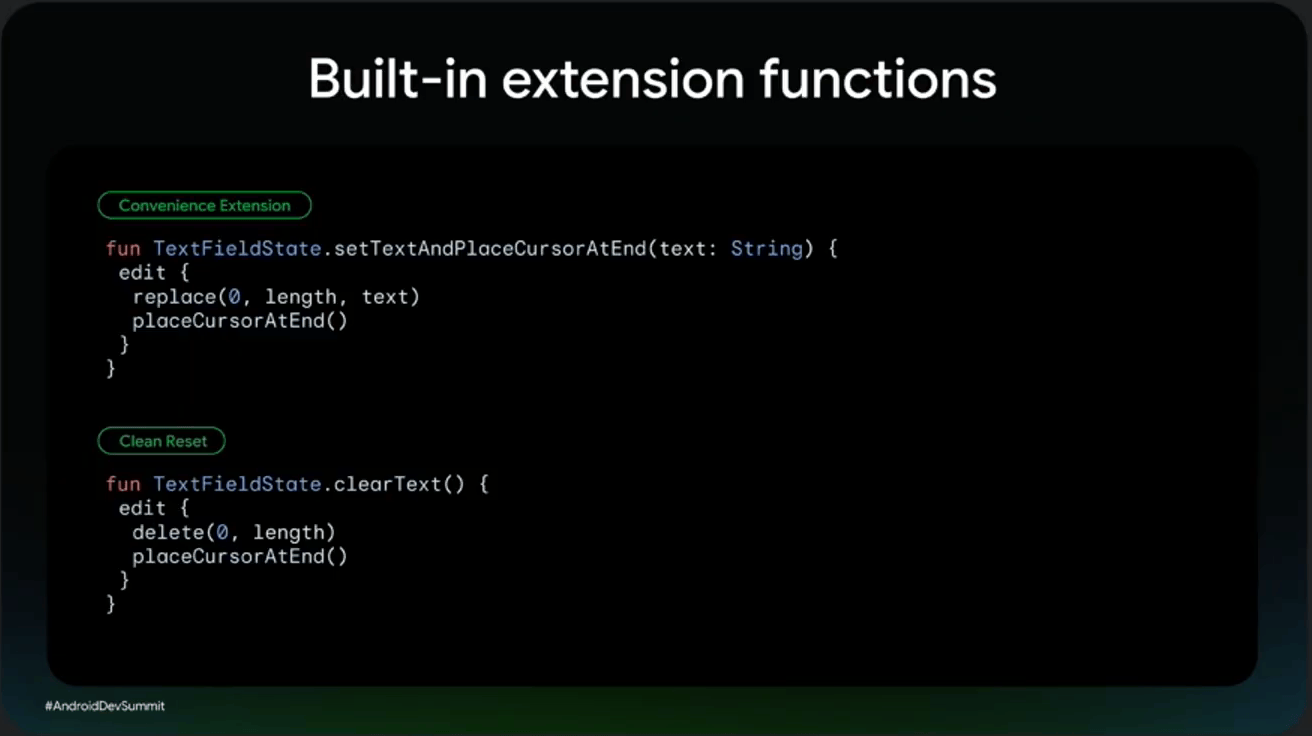 Built-in extension functions
Convenience Extension
fun TextFieldState.setTextAndPlaceCursorAtEnd(text: String) {
 edit {
  replace(0, length, text)
  placeCursorAtEnd()
 }
}
Clean Reset
fun TextFieldState.clearText() {
 edit {
  delete(0, length)
  placeCursorAtEnd()
 }
}
#AndroidDevSummit